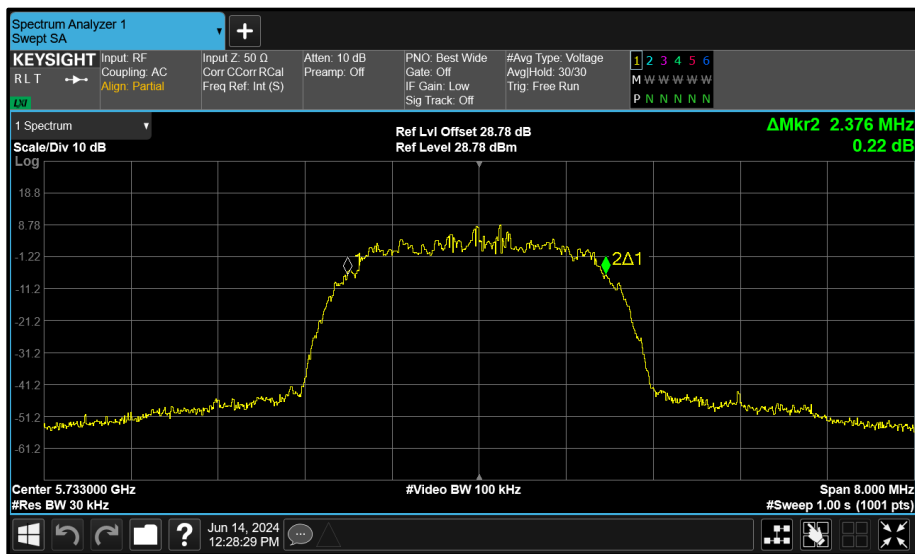 Spectrum Analyzer 1
Swept SA
KEYSIGHT
R L T
LXI
Input: RF
Coupling: AC
Align: Partial
Input Z: 50 Ω
Corr CCorr RCal
Freq Ref: Int (S)
Atten: 10 dB
Preamp: Off
PNO: Best Wide
Gate: Off
IF Gain: Low
Sig Track: Off
#Avg Type: Voltage
Avg|Hold: 30/30
Trig: Free Run
1 2 3 4 5 6
M W W W W W
P N N N N N
1 Spectrum
Scale/Div 10 dB
Log
Ref Lvl Offset 28.78 dB
Ref Level 28.78 dBm
ΔMkr2 2.376 MHz
0.22 dB
18.8
8.78
-1.22
-11.2
-21.2
-31.2
-41.2
-51.2
-61.2
1
2Δ1
Center 5.733000 GHz
#Res BW 30 kHz
#Video BW 100 kHz
Span 8.000 MHz
#Sweep 1.00 s (1001 pts)
?
Jun 14, 2024
12:28:29 PM